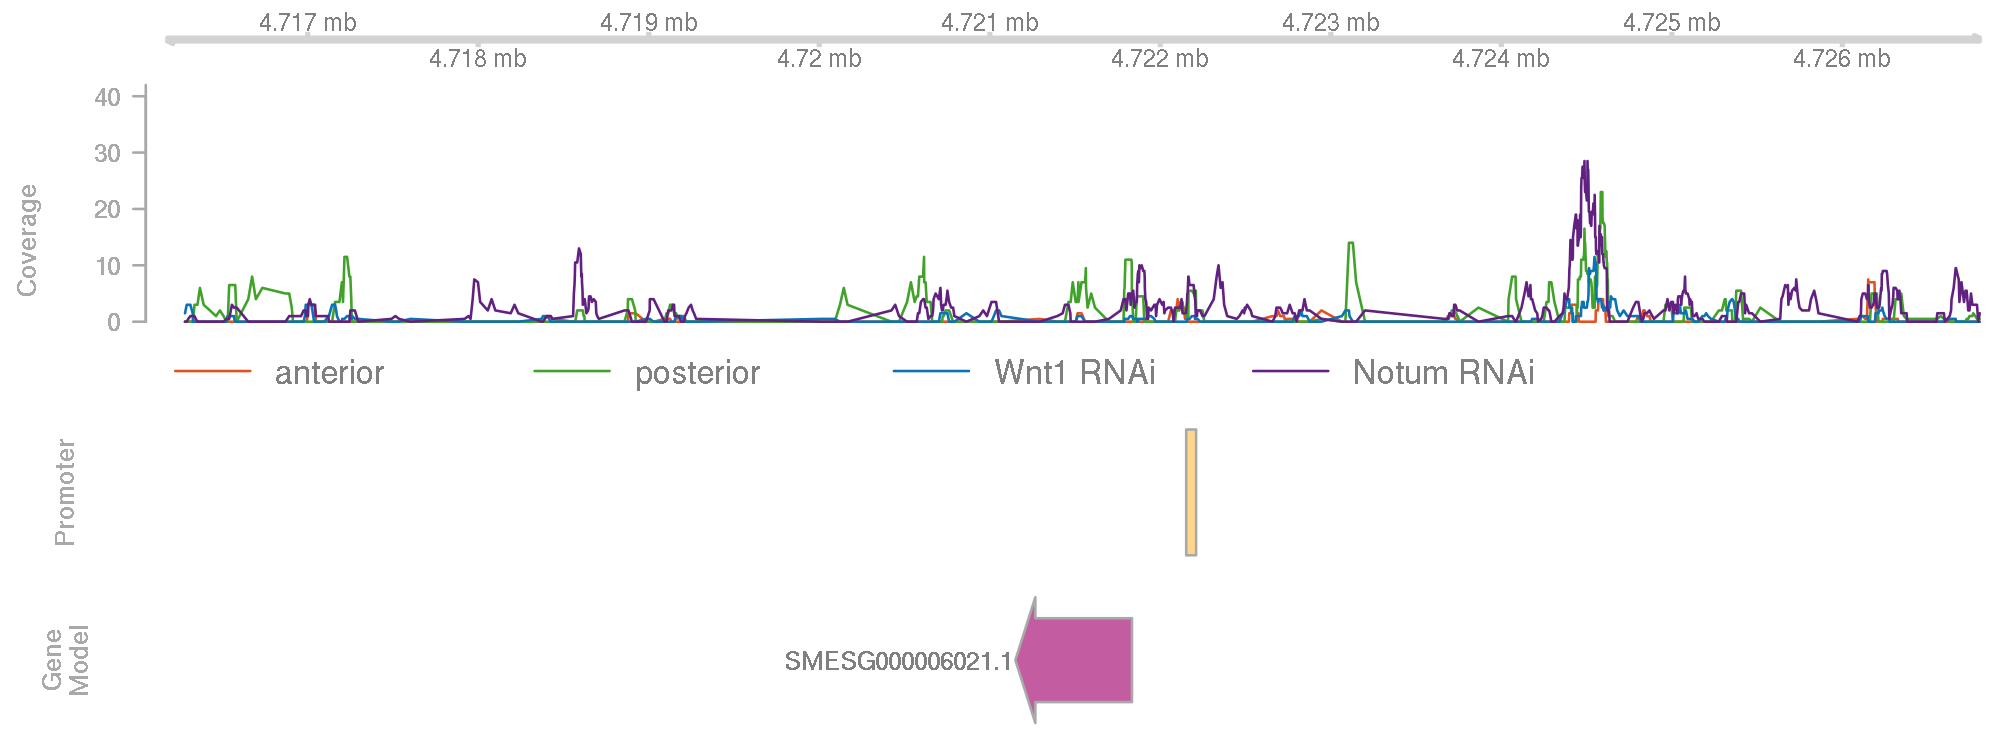 4.717 mb 4.719 mb 4.721 mb 4.723 mb 4.725 mb
4.718 mb 4.72 mb 4.722 mb 4.724 mb 4.726 mb
Coverage
40
30
20
10
0
anterior posterior Wnt1 RNAi Notum RNAi
Promoter
Gene
Model
SMESG000006021.1